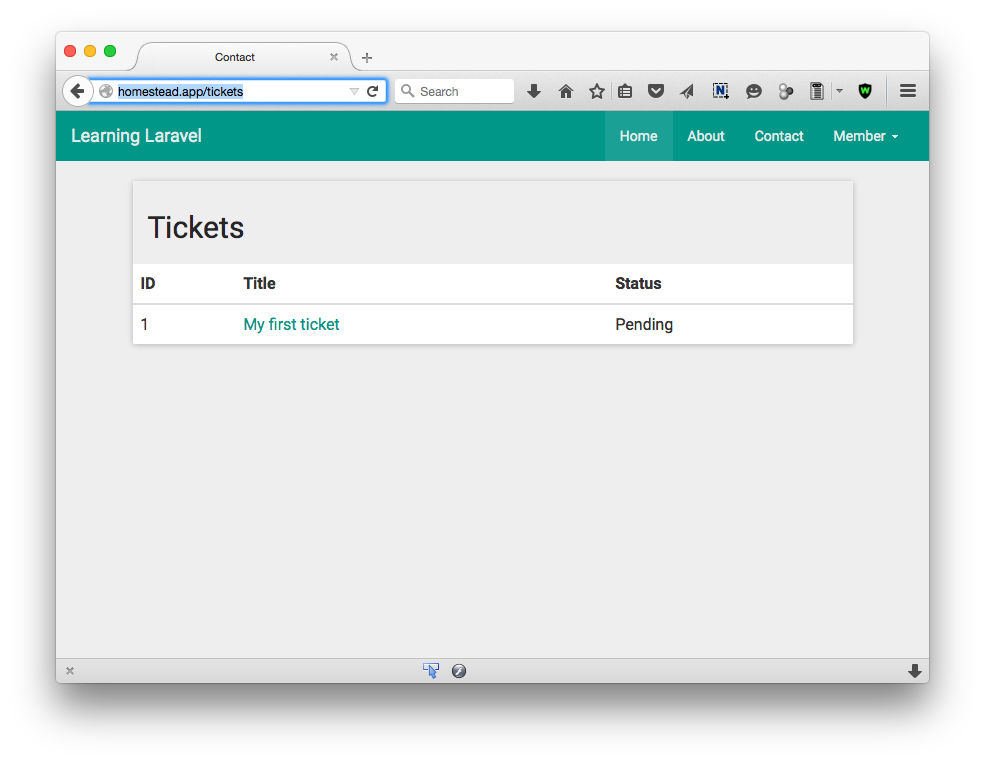 Contact
homestead.app/tickets
Search
Learning Laravel
Home About Contact Member
Tickets
ID Title Status
1 My first ticket Pending